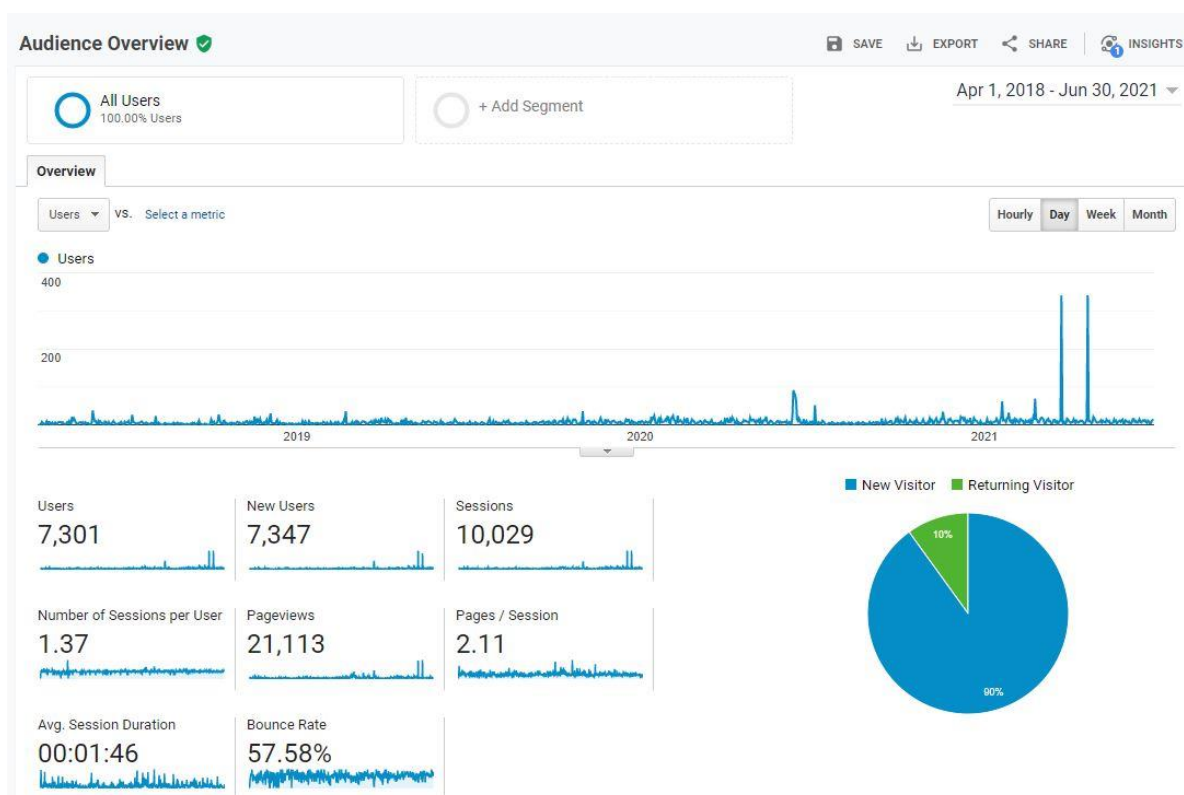 Audience Overview
SAVE EXPORT SHARE 1 INSIGHTS
All Users
100.00% Users
+ Add Segment
Apr 1, 2018 - Jun 30, 2021
Overview
Users VS. Select a metric
Hourly Day Week Month
Users
400
200
2019 2020 2021
New Visitor Returning Visitor
10%
90%
Users New Users Sessions
7,301 7,347 10,029
Number of Sessions per User Pageviews Pages / Session
1.37 21,113 2.11
Avg. Session Duration Bounce Rate
00:01:46 57.58%